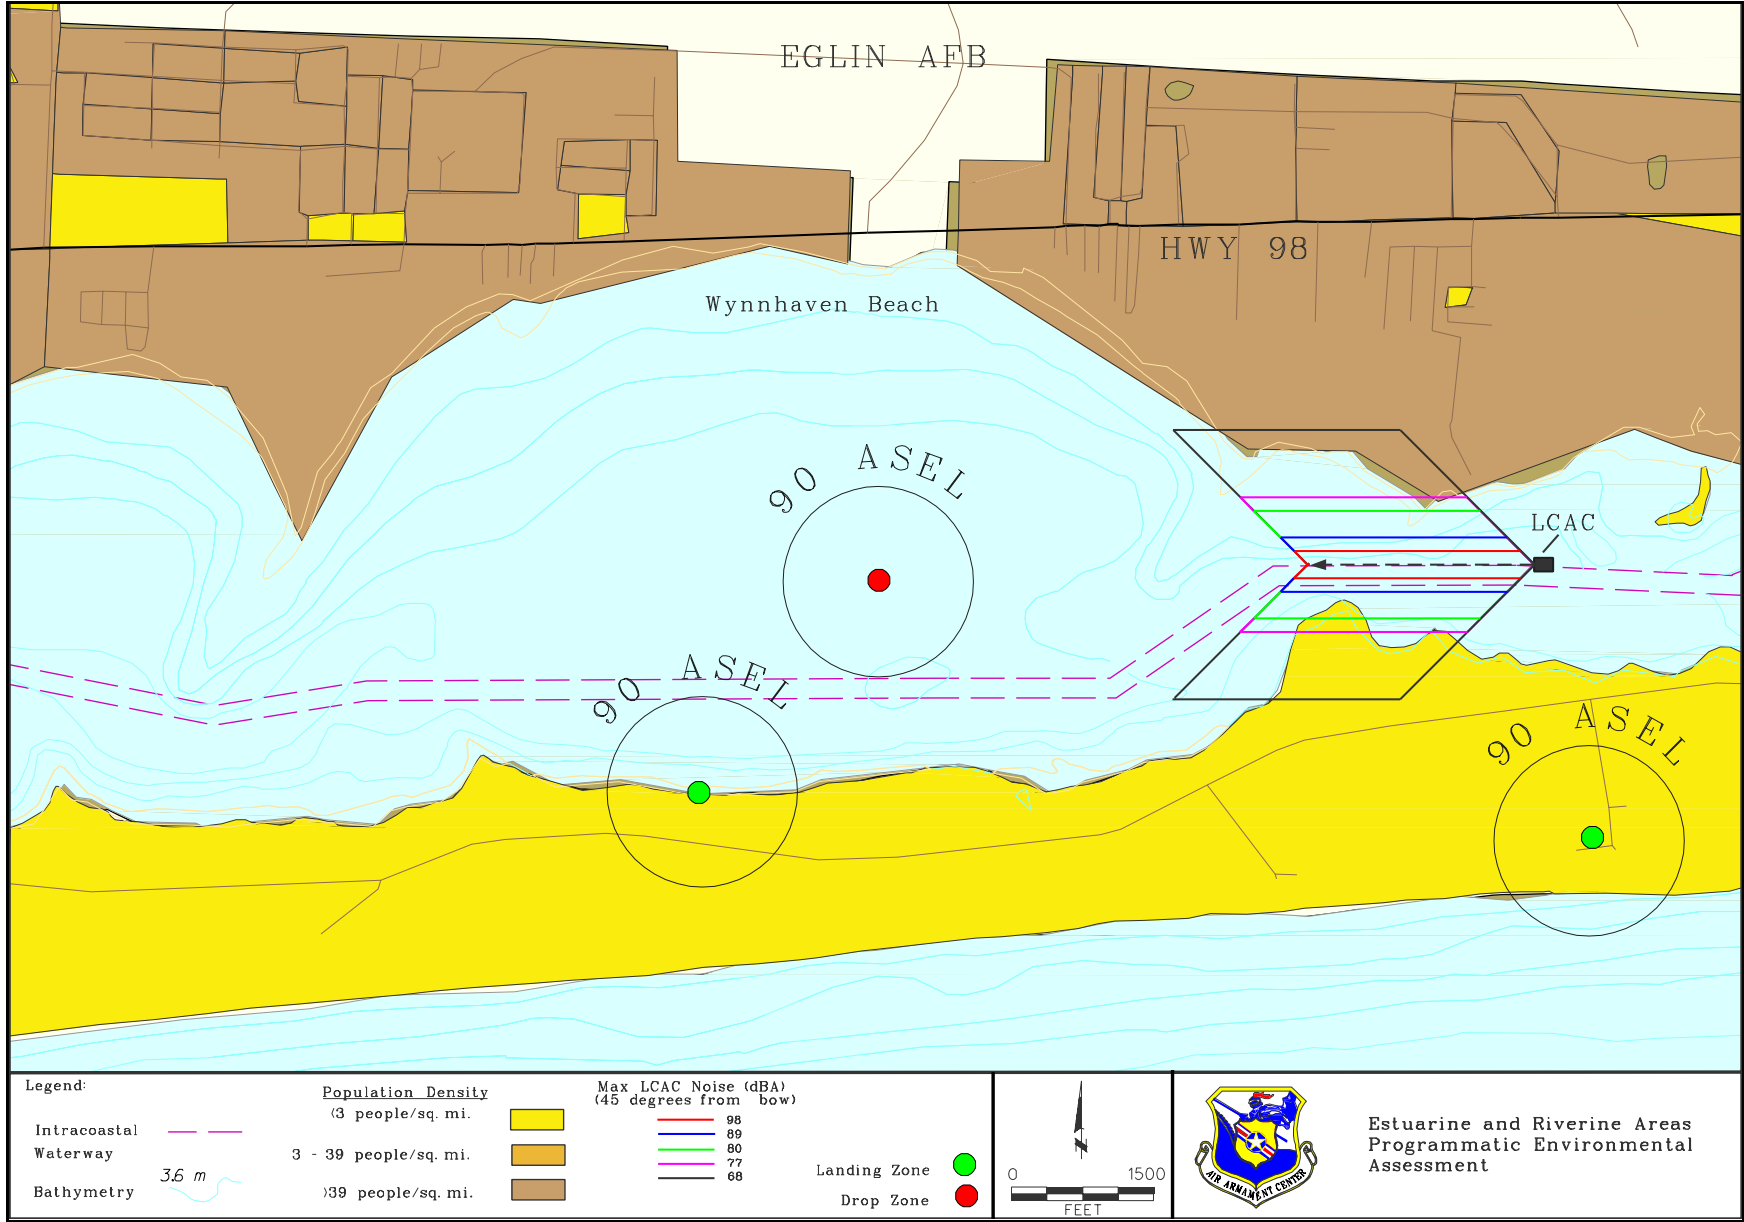 EGLIN AFB
HWY 98
Wynnhaven Beach
90 ASEL
LCAC
90 ASEL
90 ASEL
Legend:
Intracoastal
Waterway
3.6 m
Bathymetry
Population Density
(3 people/sq. mi.
3 - 39 people/sq. mi.
)39 people/sq. mi.
Max LCAC Noise (dBA)
(45 degrees from bow)
98
89
80
77
68
Landing Zone
Drop Zone
N
0 1500
FEET
AIR ARMAMENT CENTER
Estuarine and Riverine Areas
Programmatic Environmental
Assessment